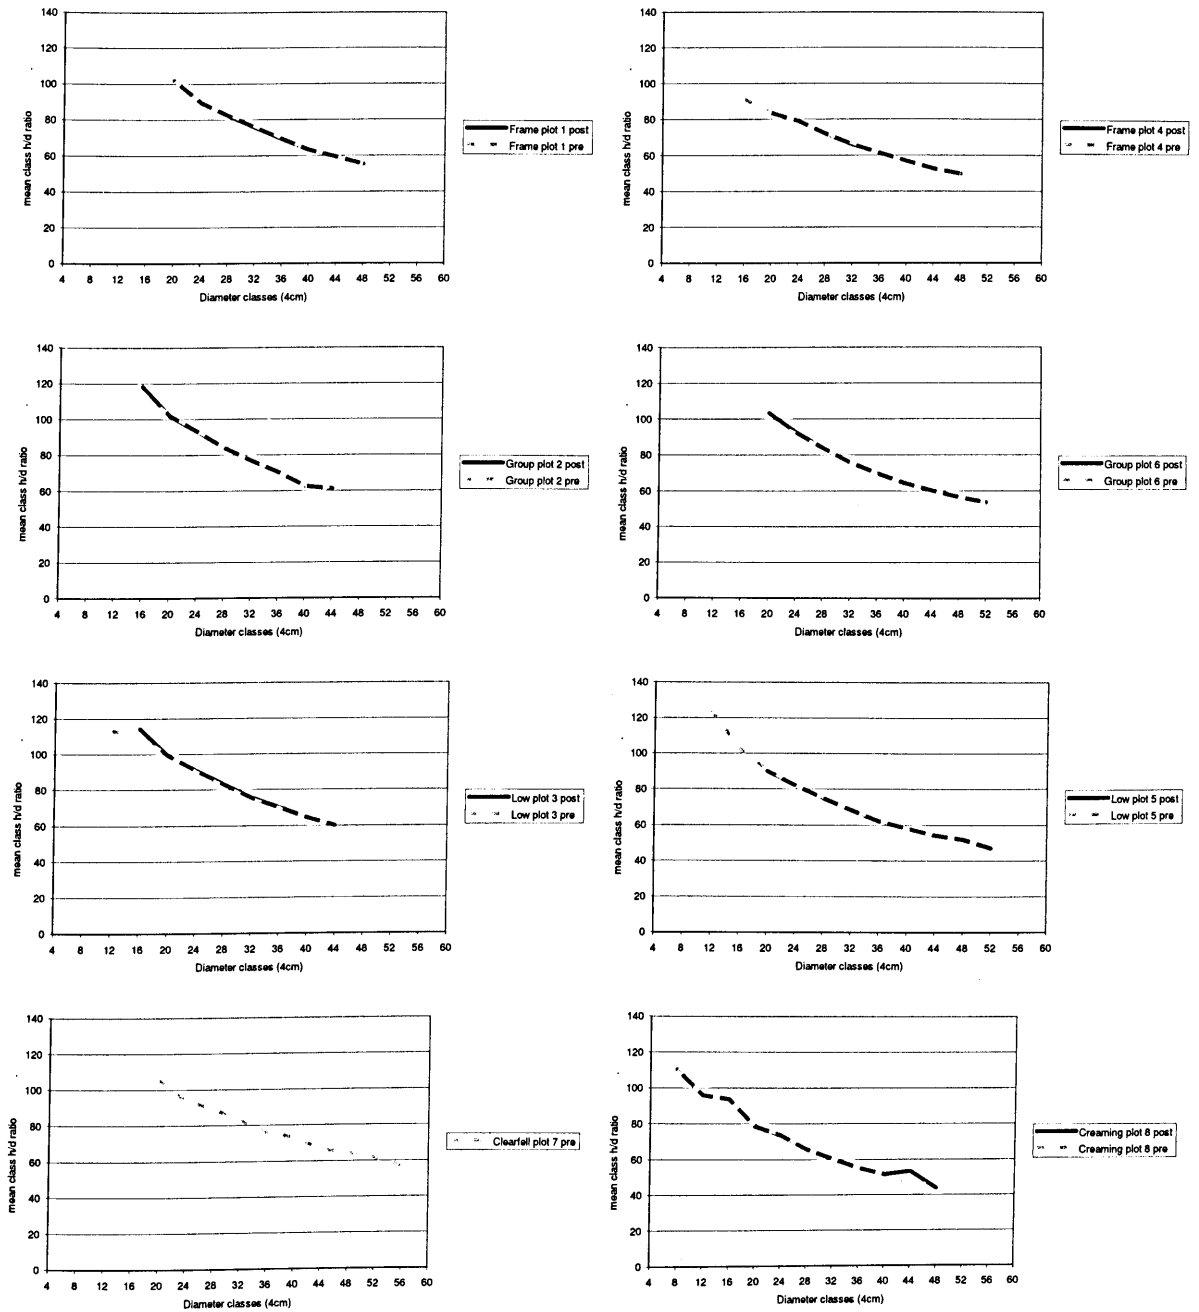 140
120
100
80
60
40
20
0
mean class h/d ratio
4 8 12 16 20 24 28 32 36 40 44 48 52 56 60
Diameter classes (4cm)
Frame plot 1 post
Frame plot 1 pre
140
120
100
80
60
40
20
0
mean class h/d ratio
4 8 12 16 20 24 28 32 36 40 44 48 52 56 60
Diameter classes (4cm)
Frame plot 4 post
Frame plot 4 pre
140
120
100
80
60
40
20
0
mean class h/d ratio
4 8 12 16 20 24 28 32 36 40 44 48 52 56 60
Diameter classes (4cm)
Group plot 2 post
Group plot 2 pre
140
120
100
80
60
40
20
0
mean class h/d ratio
4 8 12 16 20 24 28 32 36 40 44 48 52 56 60
Diameter classes (4cm)
Group plot 6 post
Group plot 6 pre
140
120
100
80
60
40
20
0
mean class h/d ratio
4 8 12 16 20 24 28 32 36 40 44 48 52 56 60
Diameter classes (4cm)
Low plot 3 post
Low plot 3 pre
140
120
100
80
60
40
20
0
mean class h/d ratio
4 8 12 16 20 24 28 32 36 40 44 48 52 56 60
Diameter classes (4cm)
Low plot 5 post
Low plot 5 pre
140
120
100
80
60
40
20
0
mean class h/d ratio
4 8 12 16 20 24 28 32 36 40 44 48 52 56 60
Diameter classes (4cm)
Clearfell plot 7 pre
140
120
100
80
60
40
20
0
mean class h/d ratio
4 8 12 16 20 24 28 32 36 40 44 48 52 56 60
Diameter classes (4cm)
Creaming plot 8 post
Creaming plot 8 pre